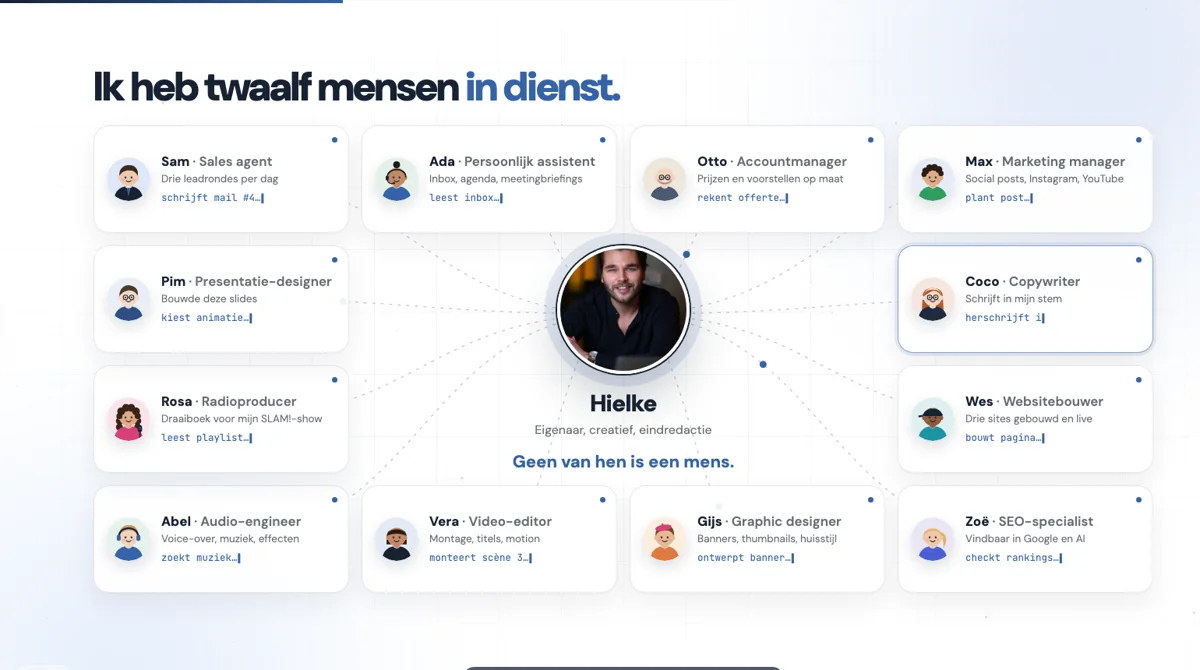 Ik heb twaalf mensen in dienst.
Sam · Sales agent
Drie leadrondes per dag
schrijft mail #4…
Ada · Persoonlijk assistent
Inbox, agenda, meetingbriefings
leest inbox…
Otto · Accountmanager
Prijzen en voorstellen op maat
rekent offerte…
Max · Marketing manager
Social posts, Instagram, YouTube
plant post…
Pim · Presentatie-designer
Bouwde deze slides
kiest animatie…
Coco · Copywriter
Schrijft in mijn stem
herschrijft i
Rosa · Radioproducer
Draaiboek voor mijn SLAM!-show
leest playlist…
Hielke
Eigenaar, creatief, eindredactie
Geen van hen is een mens.
Wes · Websitebouwer
Drie sites gebouwd en live
bouwt pagina…
Abel · Audio-engineer
Voice-over, muziek, effecten
zoekt muziek…
Vera · Video-editor
Montage, titels, motion
monteert scène 3…
Gijs · Graphic designer
Banners, thumbnails, huisstijl
ontwerpt banner…
Zoë · SEO-specialist
Vindbaar in Google en AI
checkt rankings…